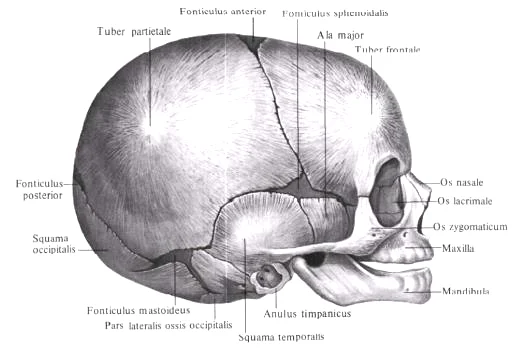 Fonticulus anterior
Fonticulus sphenoidalis
Tuber partietale
Ala major
Tuber frontale
Fonticulus
posterior
Os nasale
Os lacrimale
Os zygomaticum
Squama
occipitalis
Maxilla
Mandibula
Fonticulus mastoideus
Anulus timpanicus
Pars lateralis ossis occipitalis
Squama temporalis